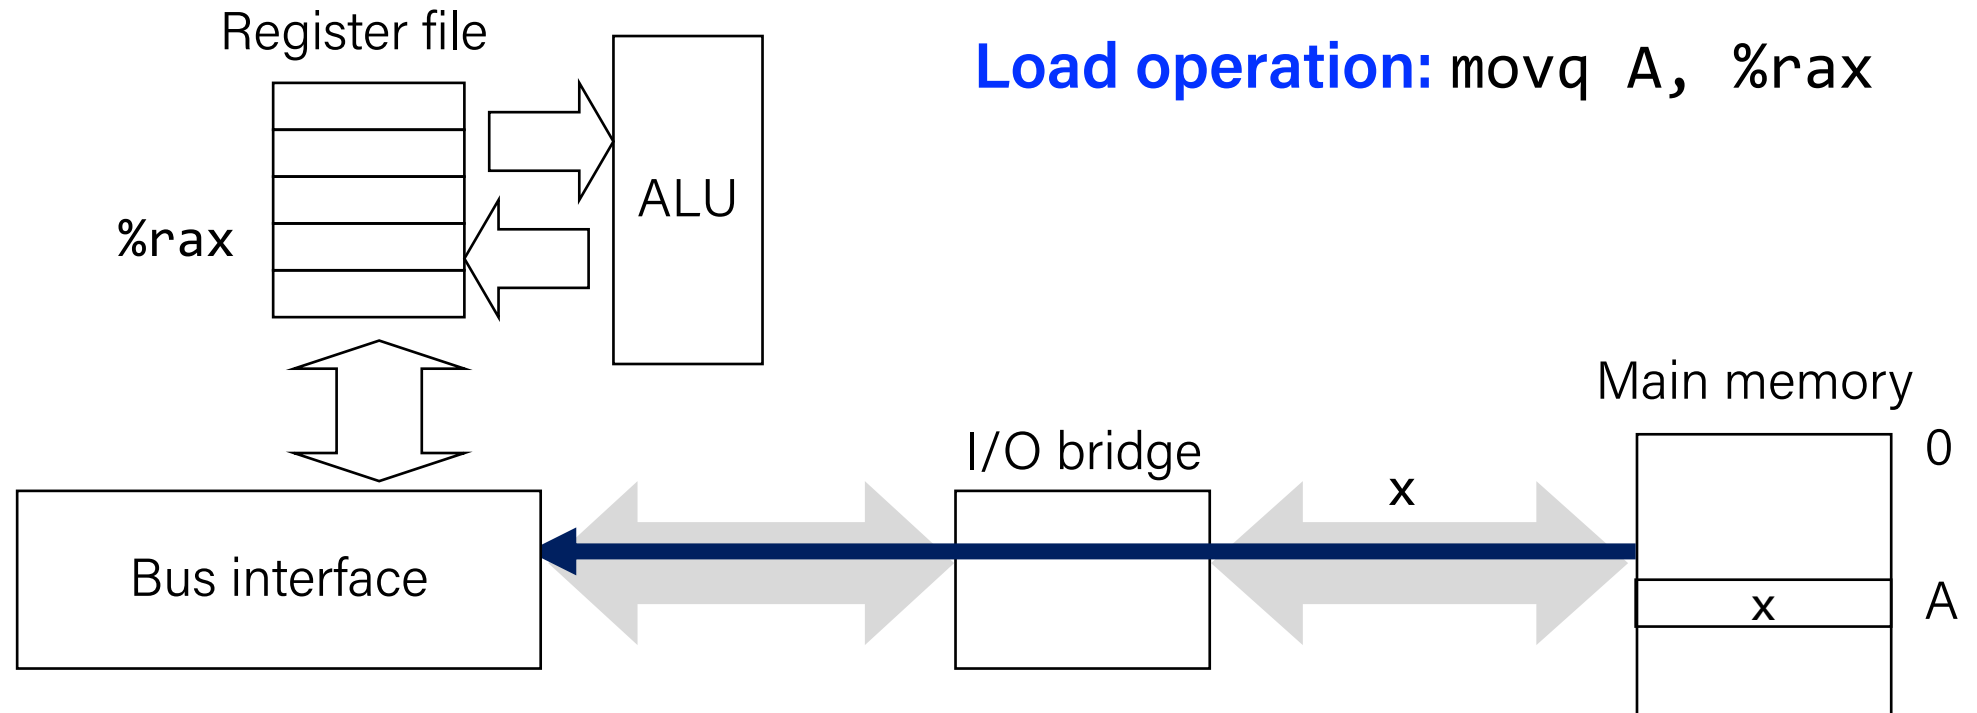 Register file
Load operation: movq A, %rax
ALU
%rax
Main memory
I/O bridge
0
x
Bus interface
x
A